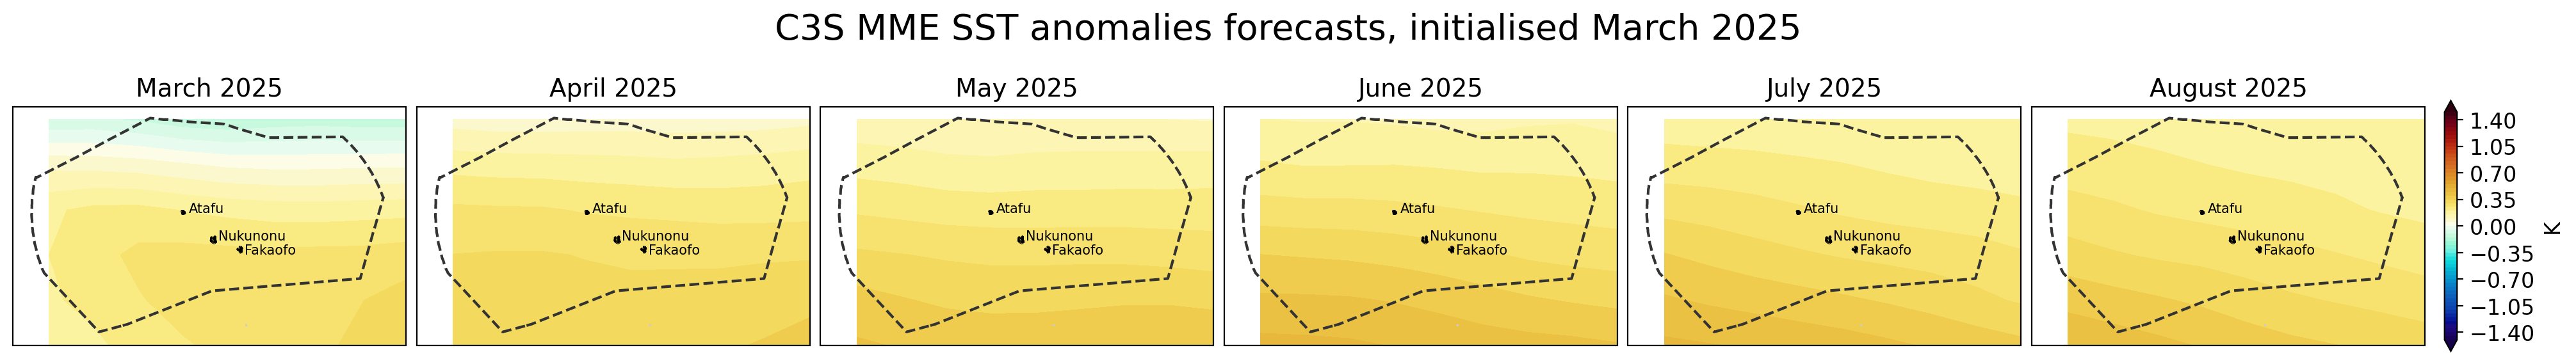 C3S MME SST anomalies forecasts, initialised March 2025
March 2025
Atafu
Nukunonu
Fakaofo
April 2025
Atafu
Nukunonu
Fakaofo
May 2025
Atafu
Nukunonu
Fakaofo
June 2025
Atafu
Nukunonu
Fakaofo
July 2025
Atafu
Nukunonu
Fakaofo
August 2025
Atafu
Nukunonu
Fakaofo
1.40
1.05
0.70
0.35
0.00
−0.35
−0.70
−1.05
−1.40
K